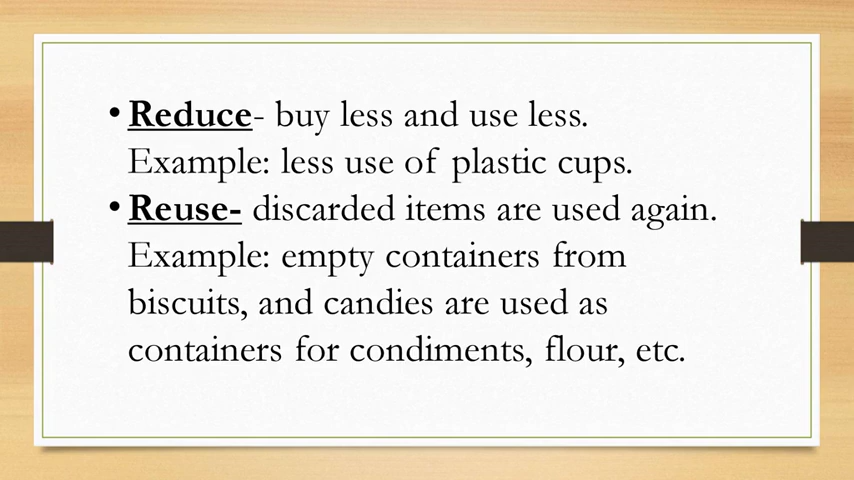 • Reduce- buy less and use less.
Example: less use of plastic cups.
• Reuse- discarded items are used again.
Example: empty containers from
biscuits, and candies are used as
containers for condiments, flour, etc.